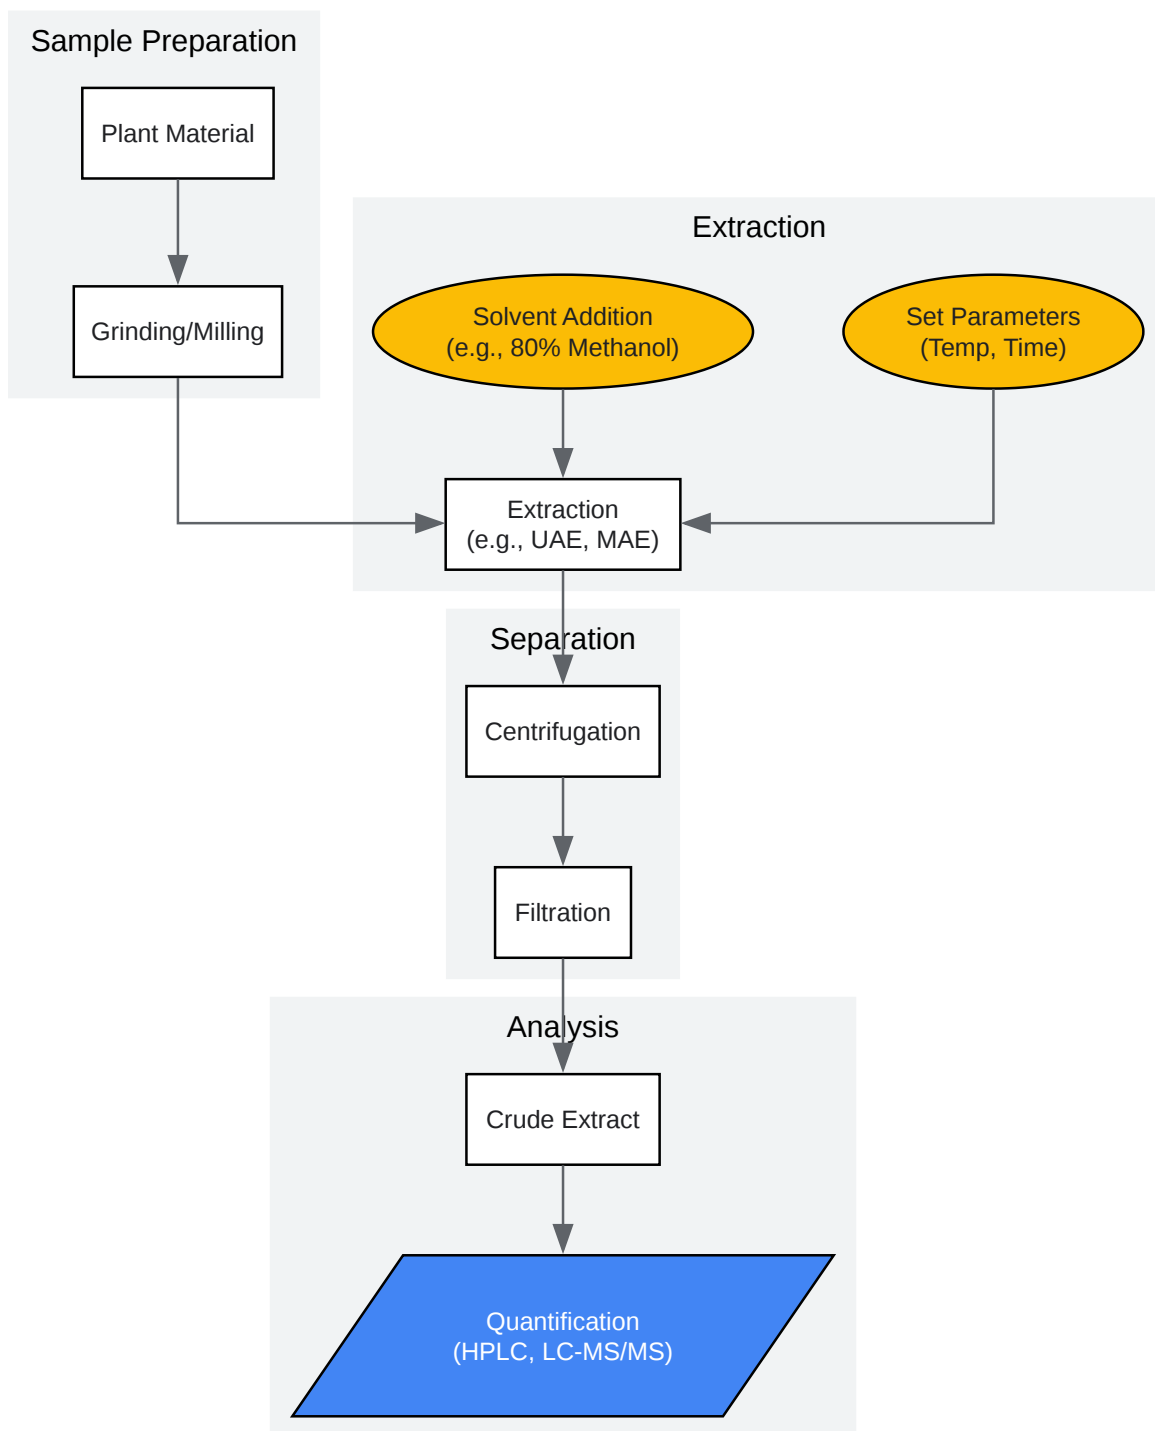 Sample Preparation
Plant Material
Grinding/Milling
Extraction
Solvent Addition
(e.g., 80% Methanol)
Set Parameters
(Temp, Time)
Extraction
(e.g., UAE, MAE)
Separation
Centrifugation
Filtration
Analysis
Crude Extract
Quantification
(HPLC, LC-MS/MS)